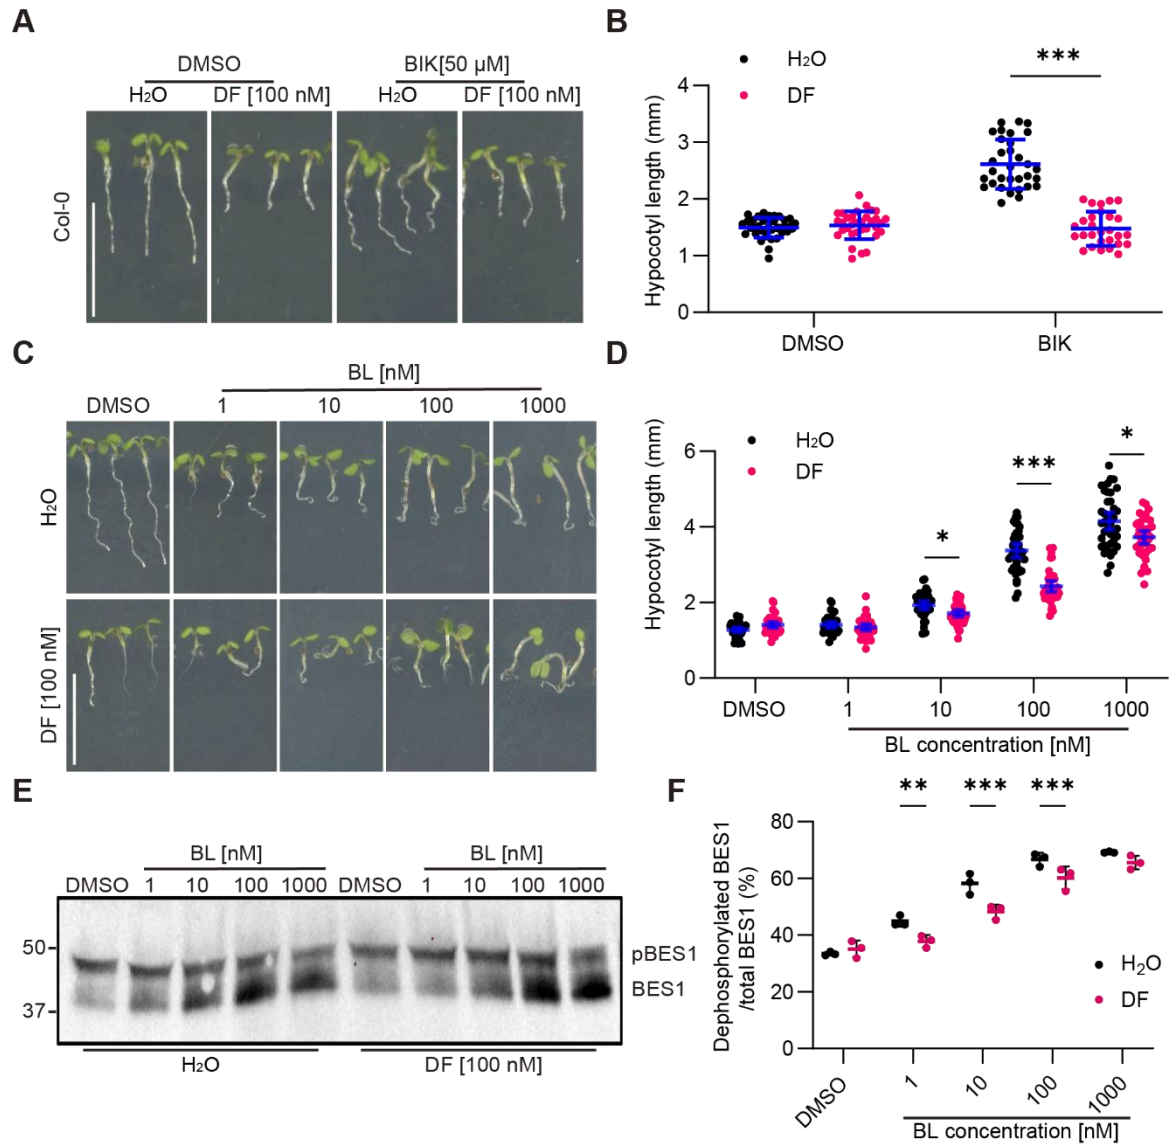 A
DMSO
BIK[50 μM]
H₂O
DF [100 nM]
H₂O
DF [100 nM]
Col-0
B
H₂O
DF
***
Hypocotyl length (mm)
4
3
2
1
0
DMSO
BIK
C
BL [nM]
DMSO
1
10
100
1000
H₂O
DF [100 nM]
D
H₂O
DF
*
***
*
Hypocotyl length (mm)
6
4
2
0
DMSO
1
10
100
1000
BL concentration [nM]
E
BL [nM]
BL [nM]
DMSO
1
10
100
1000
DMSO
1
10
100
1000
50
37
pBES1
BES1
H₂O
DF [100 nM]
F
**
***
***
Dephosphorylated BES1
/total BES1 (%)
80
60
40
20
0
H₂O
DF
DMSO
1
10
100
1000
BL concentration [nM]